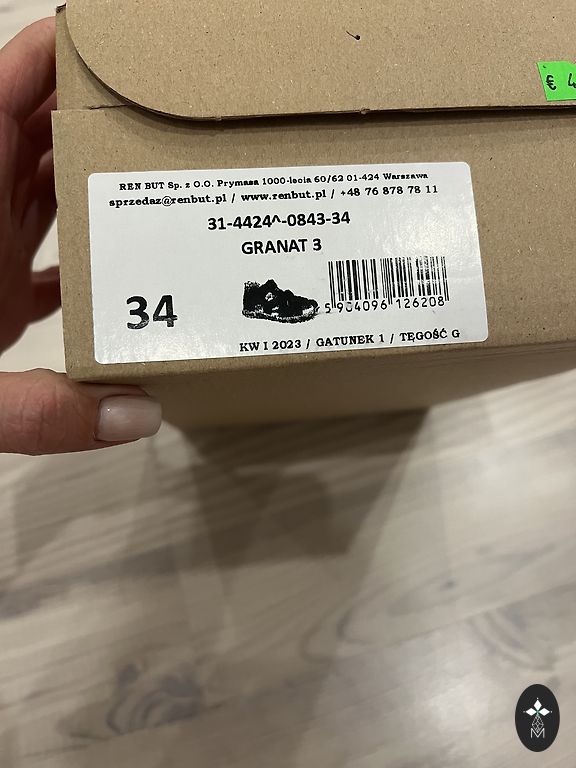 € 4
REN BUT Sp. z O.O. Prymasa 1000-lecia 60/62 01-424 Warszawa
sprzedaz@renbut.pl / www.renbut.pl / +48 76 878 78 11
31-4424^-0843-34
GRANAT 3
34
5 904096 126208
KW I 2023 / GATUNEK 1 / TĘGOŚĆ G
M